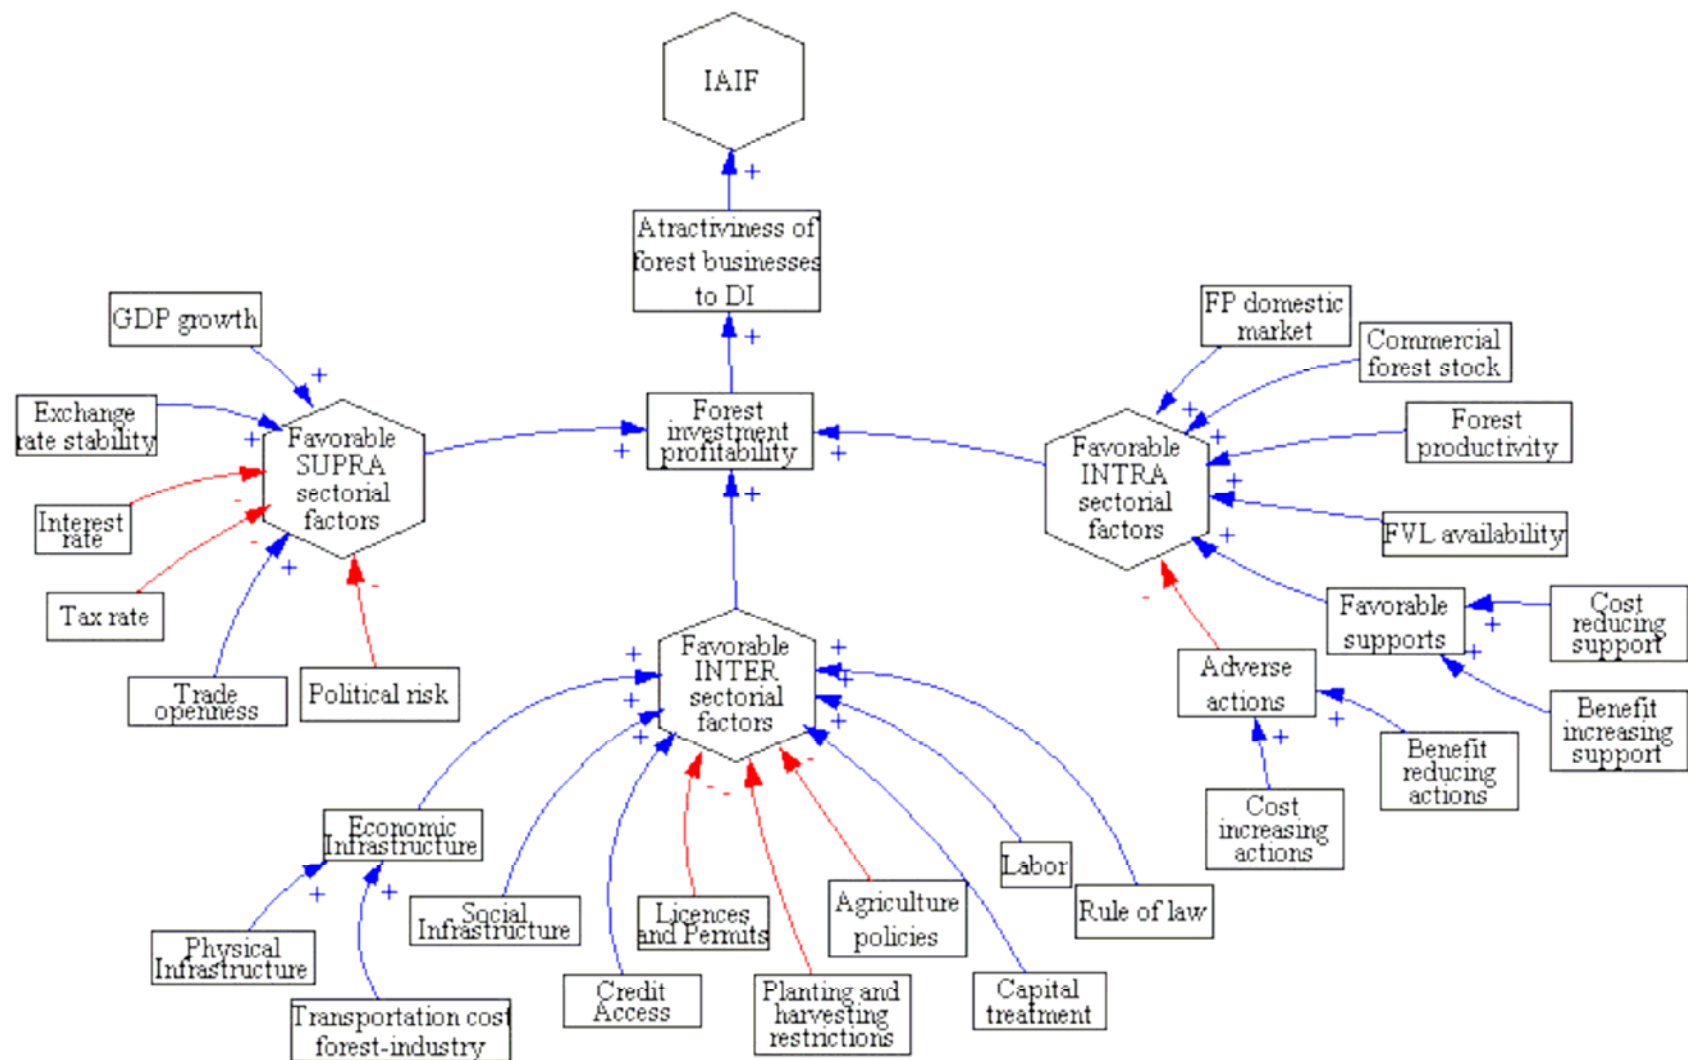 IAIF
+
Atractiviness of
forest businesses
to DI
+
GDP growth
+
Exchange
rate stability
+
Interest
rate
-
Tax rate
-
Trade
openness
+
Political risk
-
Favorable
SUPRA
sectorial
factors
+
Forest
investment
profitability
+
+
FP domestic
market
+
Commercial
forest stock
+
Forest
productivity
+
FVL availability
+
Favorable
INTRA
sectorial
factors
-
Favorable
supports
+
+
Cost
reducing
support
Benefit
increasing
support
Adverse
actions
+
+
Benefit
reducing
actions
Cost
increasing
actions
Favorable
INTER
sectorial
factors
+
+
+
+
+
+
-
-
-
Economic
Infrastructure
+
+
Physical
Infrastructure
Transportation cost
forest-industry
Social
Infrastructure
Credit
Access
Licences
and Permits
Planting and
harvesting
restrictions
Agriculture
policies
Labor
Rule of law
Capital
treatment